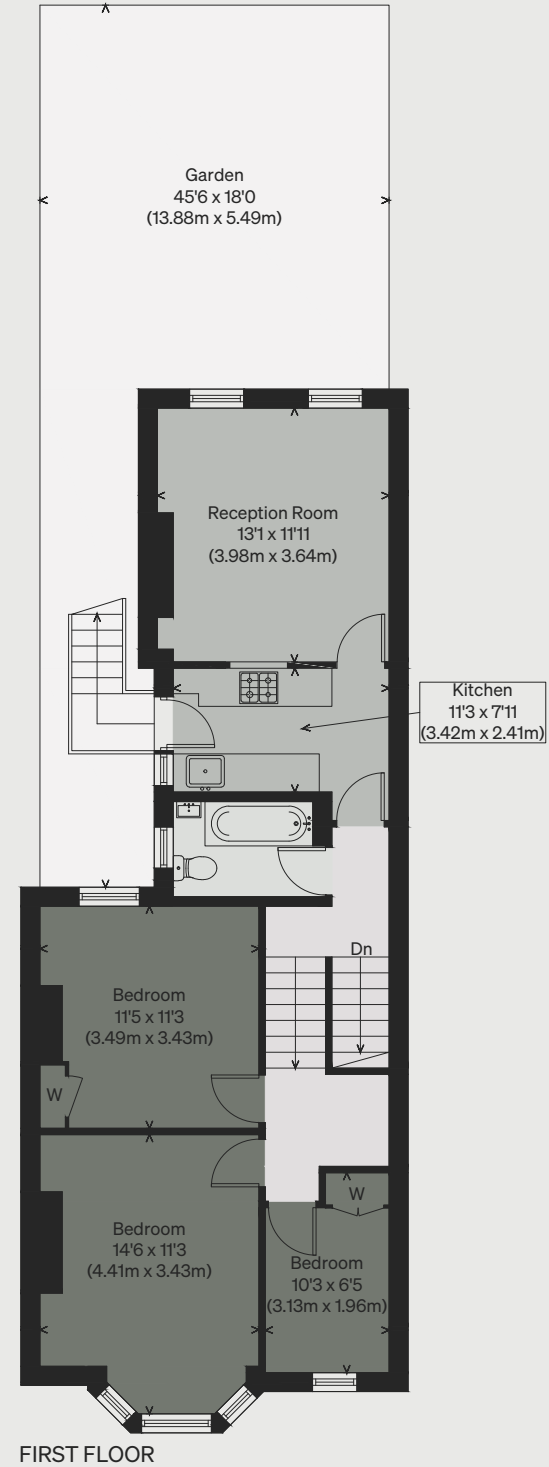 Garden
45'6 x 18'0
(13.88m x 5.49m)
Reception Room
13'1 x 11'11
(3.98m x 3.64m)
Kitchen
11'3 x 7'11
(3.42m x 2.41m)
Dn
Bedroom
11'5 x 11'3
(3.49m x 3.43m)
W
W
Bedroom
14'6 x 11'3
(4.41m x 3.43m)
Bedroom
10'3 x 6'5
(3.13m x 1.96m)
FIRST FLOOR